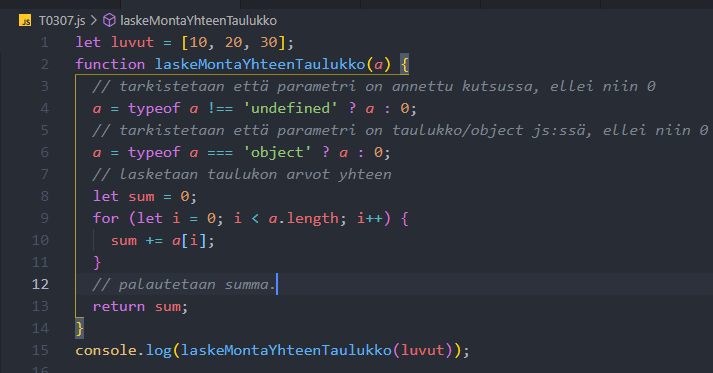 JS T0307.js > laskeMontaYhteenTaulukko
1 let luvut = [10, 20, 30];
2 function laskeMontaYhteenTaulukko(a) {
3 // tarkistetaan että parametri on annettu kutsussa, ellei niin 0
4 a = typeof a !== 'undefined' ? a : 0;
5 // tarkistetaan että parametri on taulukko/object js:ssä, ellei niin 0
6 a = typeof a === 'object' ? a : 0;
7 // lasketaan taulukon arvot yhteen
8 let sum = 0;
9 for (let i = 0; i < a.length; i++) {
10 sum += a[i];
11 }
12 // palautetaan summa.
13 return sum;
14 }
15 console.log(laskeMontaYhteenTaulukko(luvut));